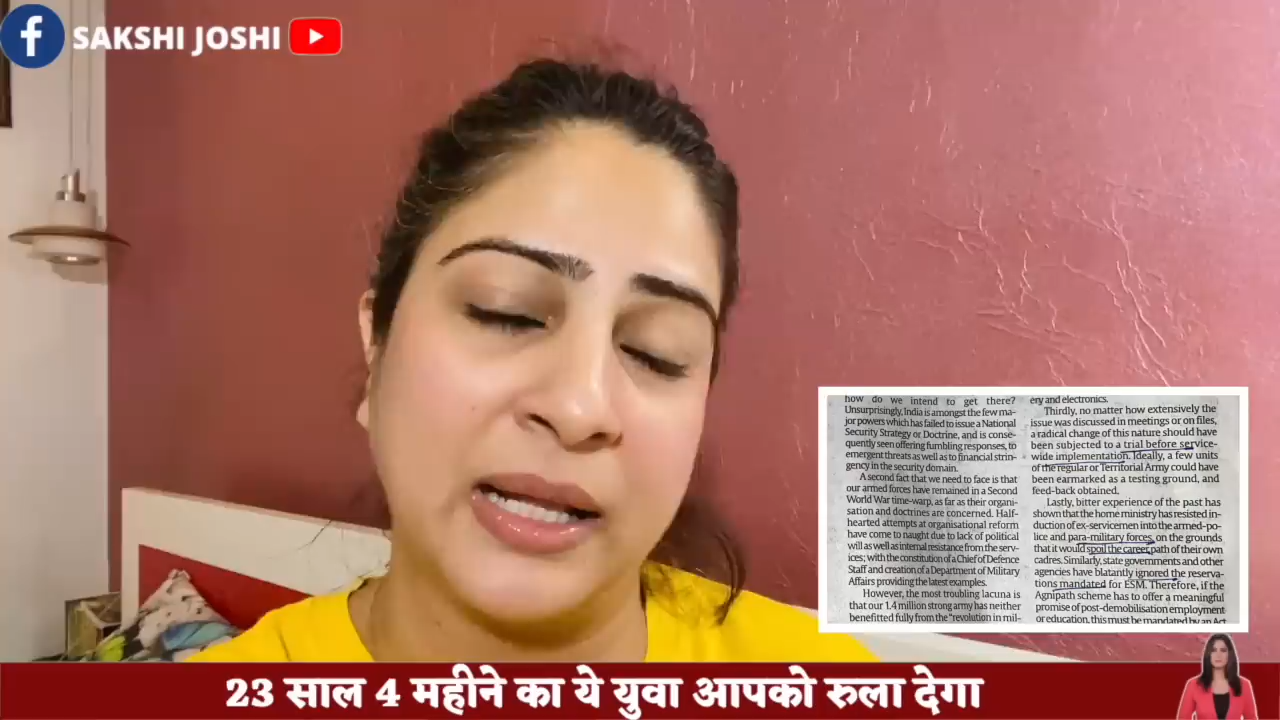 SAKSHI JOSHI
how do we intend to get there?
Unsurprisingly, India is amongst the few ma-
jor powers which has failed to issue a National
Security Strategy or Doctrine, and is conse-
quently seen offering fumbling responses, to
emergent threats as well as to financial strin-
gency in the security domain.
A second fact that we need to face is that
our armed forces have remained in a Second
World War time-warp, as far as their organi-
sation and doctrines are concerned. Half-
hearted attempts at organisational reform
have come to naught due to lack of political
will as well as internal resistance from the serv-
ices; with the constitution of a Chief of Defence
Staff and creation of a Department of Military
Affairs providing the latest examples.
However, the most troubling lacuna is
that our 1.4 million strong army has neither
benefitted fully from the "revolution in mil-
ery and electronics.
Thirdly, no matter how extensively the
issue was discussed in meetings or on files,
a radical change of this nature should have
been subjected to a trial before service-
wide implementation. Ideally, a few units
of the regular or Territorial Army could have
been earmarked as a testing ground, and
feed-back obtained.
Lastly, bitter experience of the past has
shown that the home ministry has resisted in-
duction of ex-servicemen into the armed-po-
lice and para-military forces, on the grounds
that it would spoil the career path of their own
cadres. Similarly, state governments and other
agencies have blatantly ignored the reserva-
tions mandated for ESM. Therefore, if the
Agnipath scheme has to offer a meaningful
promise of post-demobilisation employment
or education, this must be mandated by an Act
23 साल 4 महीने का ये युवा आपको रुला देगा